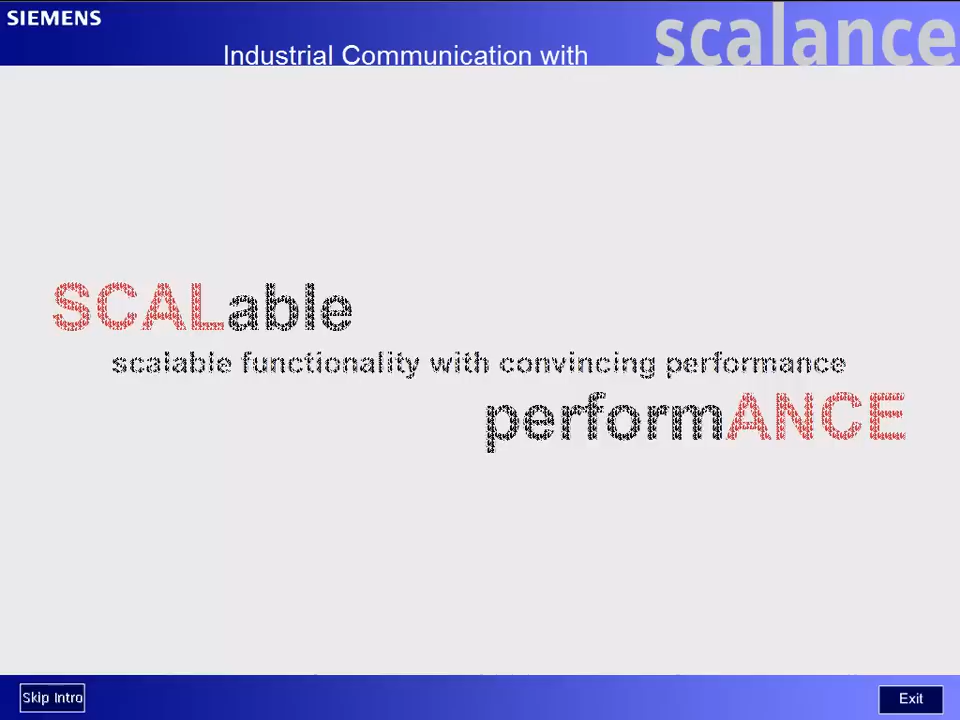 SIEMENS
Industrial Communication with
scalance
SCALable
scalable functionality with convincing performance
performANCE
Skip Intro
Exit